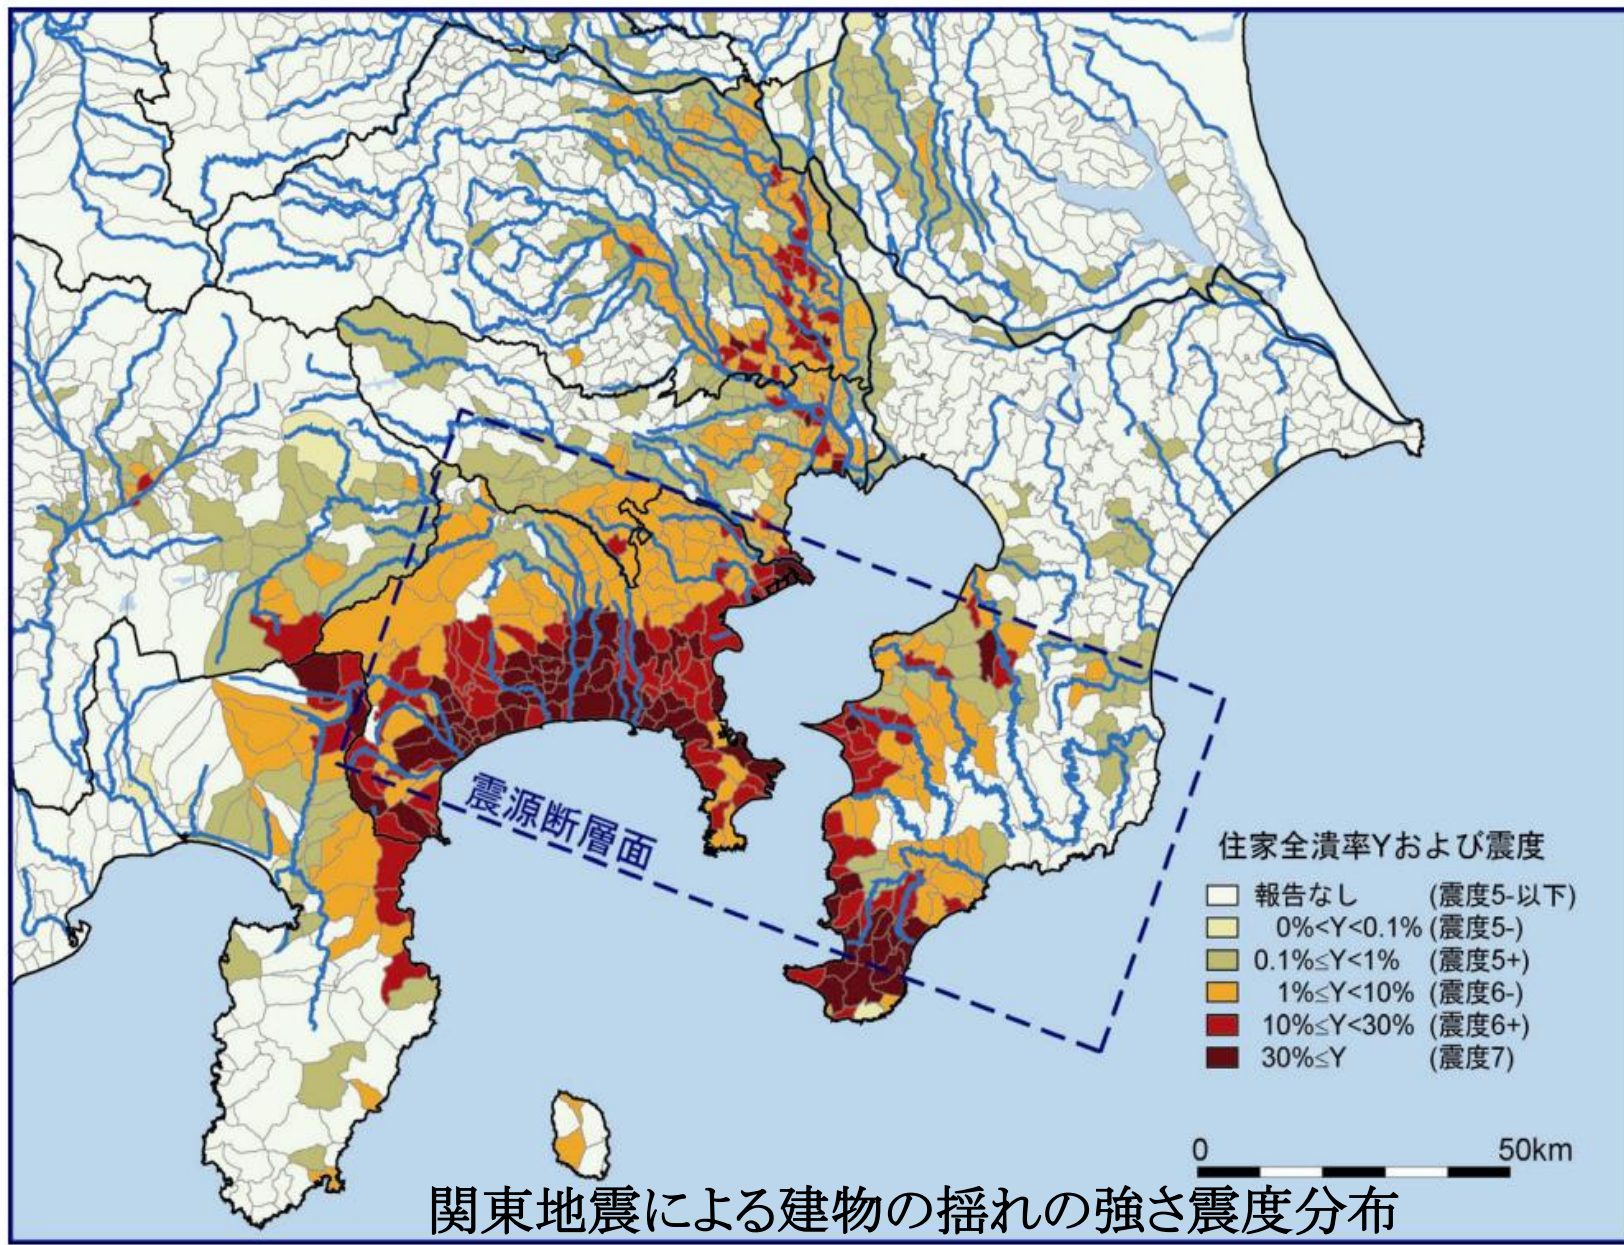 震源断層面
住家全潰率Yおよび震度
報告なし (震度5-以下)
0%<Y<0.1% (震度5-)
0.1%≤Y<1% (震度5+)
1%≤Y<10% (震度6-)
10%≤Y<30% (震度6+)
30%≤Y (震度7)
0 50km
関東地震による建物の揺れの強さ震度分布